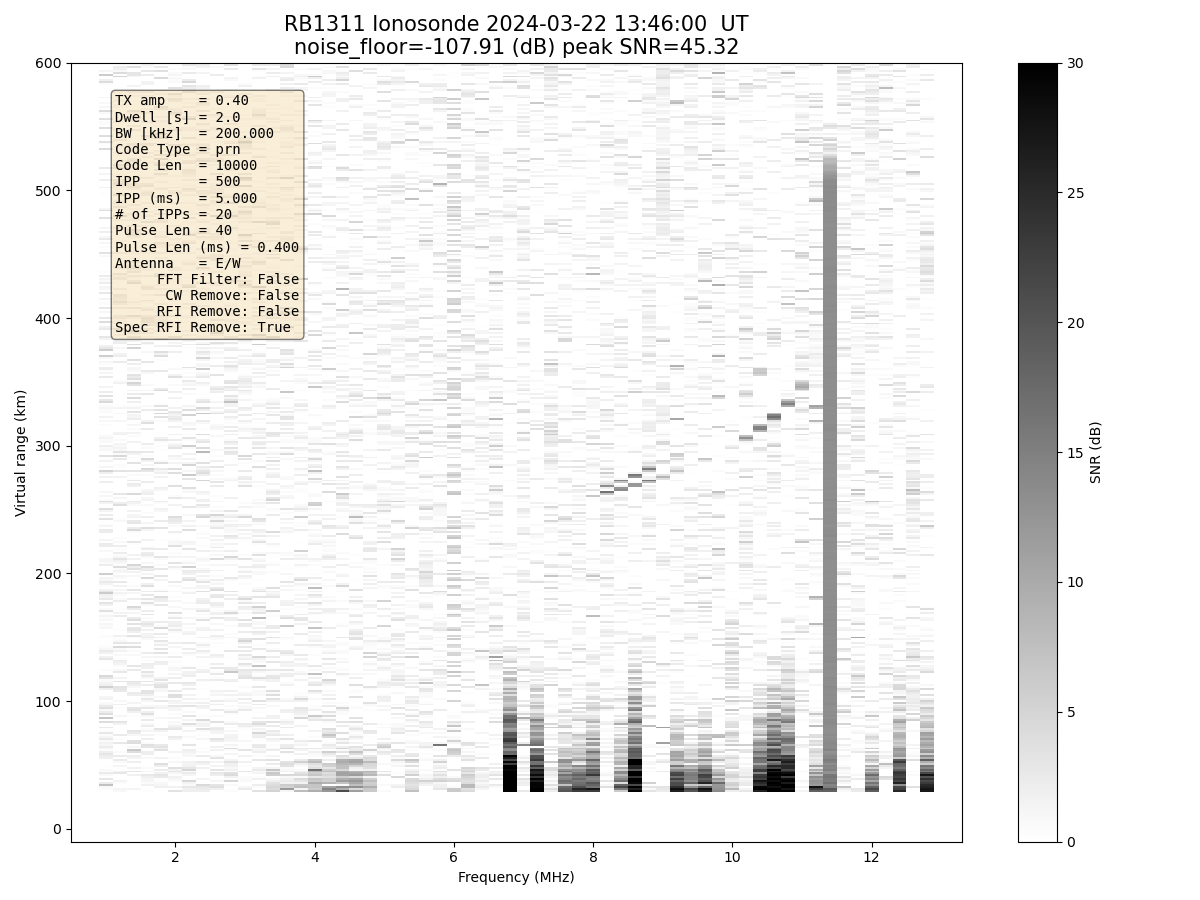 RB1311 Ionosonde 2024-03-22 13:46:00  UT
noise_floor=-107.91 (dB) peak SNR=45.32
TX amp    = 0.40
Dwell [s] = 2.0
BW [kHz]  = 200.000
Code Type = prn
Code Len  = 10000
IPP       = 500
IPP (ms)  = 5.000
# of IPPs = 20
Pulse Len = 40
Pulse Len (ms) = 0.400
Antenna   = E/W
FFT Filter: False
CW Remove: False
RFI Remove: False
Spec RFI Remove: True
600
500
400
300
200
100
0
Virtual range (km)
2
4
6
8
10
12
Frequency (MHz)
30
25
20
15
10
5
0
SNR (dB)